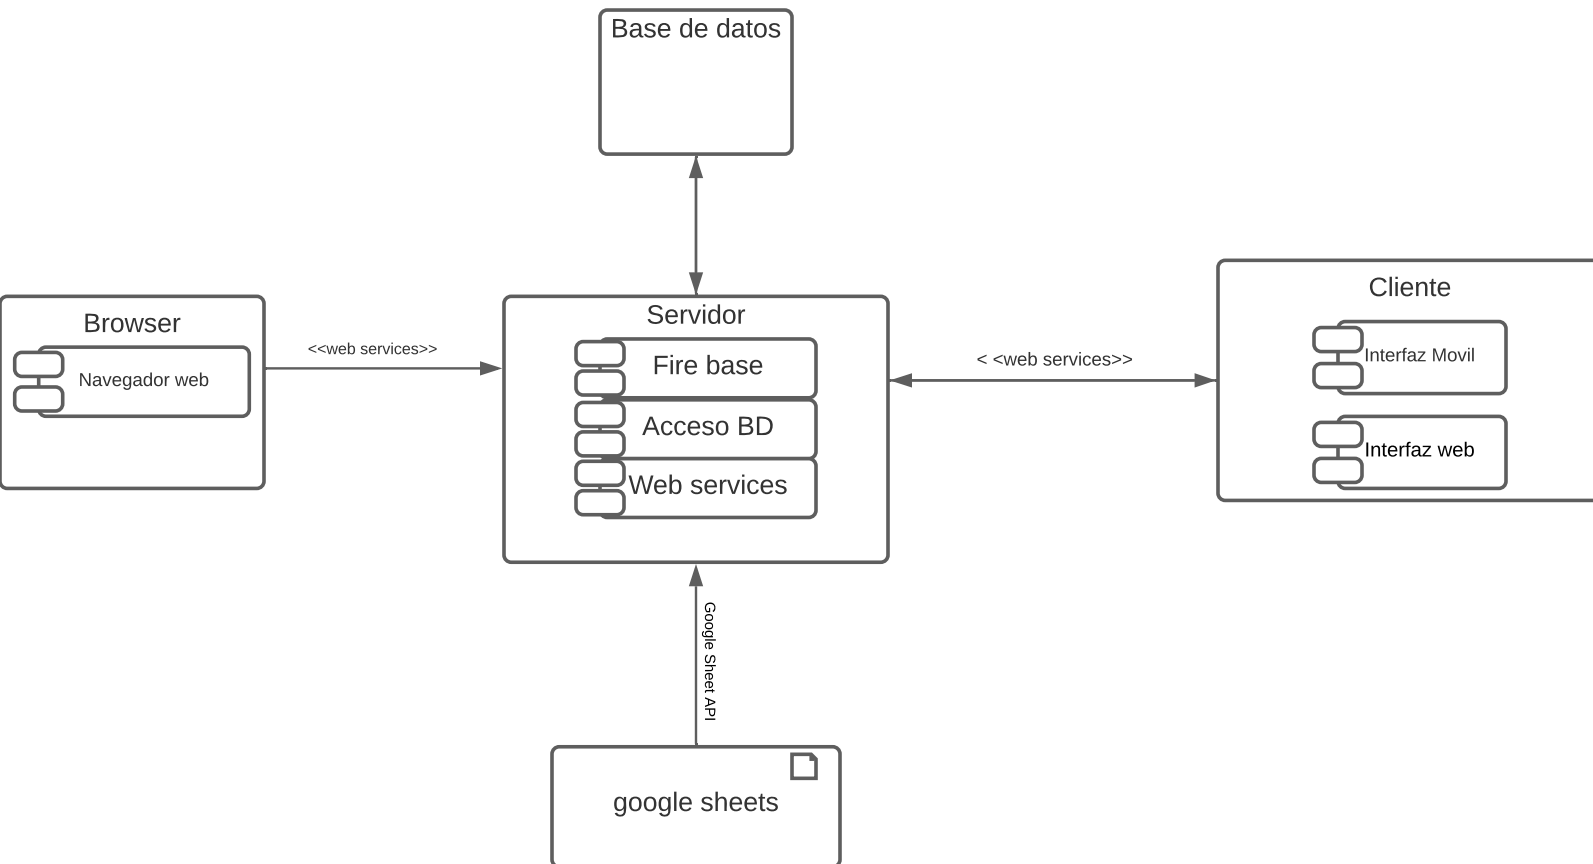 Base de datos
Browser
Navegador web
<<web services>>
Servidor
Fire base
Acceso BD
Web services
< <web services>>
Cliente
Interfaz Movil
Interfaz web
Google Sheet API
google sheets